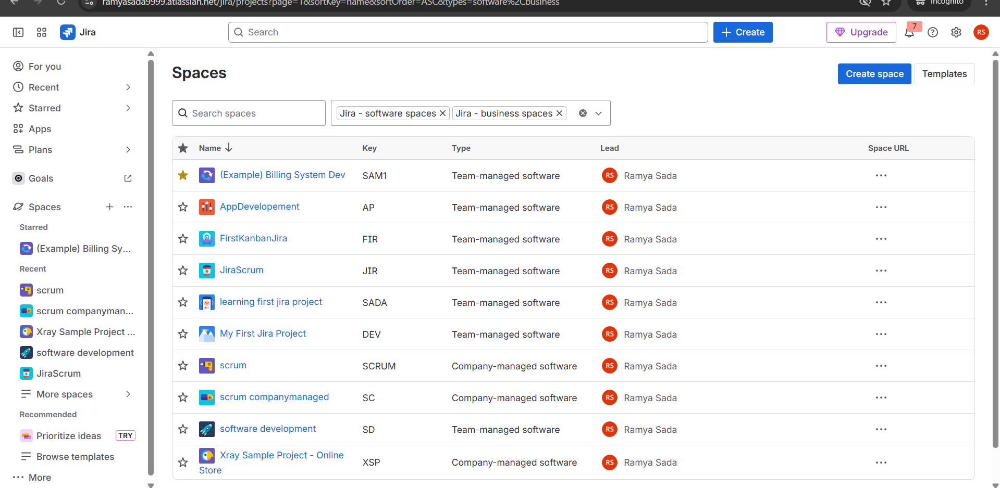 ramyasada9999.atlassian.net/jira/projects?page=1&sortKey=name&sortOrder=ASC&types=software%2Cbusiness
Incognito
Jira
Search
Create
Upgrade
7
RS
For you
Recent
Starred
Apps
Plans
Goals
Spaces
Starred
(Example) Billing Sy...
Recent
scrum
scrum companyman...
Xray Sample Project ...
software development
JiraScrum
More spaces
Recommended
Prioritize ideas TRY
Browse templates
More
Spaces
Create space
Templates
Search spaces
Jira - software spaces
Jira - business spaces
Name Key Type Lead Space URL
(Example) Billing System Dev SAM1 Team-managed software RS Ramya Sada
AppDevelopement AP Team-managed software RS Ramya Sada
FirstKanbanJira FIR Team-managed software RS Ramya Sada
JiraScrum JIR Team-managed software RS Ramya Sada
learning first jira project SADA Team-managed software RS Ramya Sada
My First Jira Project DEV Team-managed software RS Ramya Sada
scrum SCRUM Company-managed software RS Ramya Sada
scrum companymanaged SC Company-managed software RS Ramya Sada
software development SD Team-managed software RS Ramya Sada
Xray Sample Project - Online
Store XSP Company-managed software RS Ramya Sada